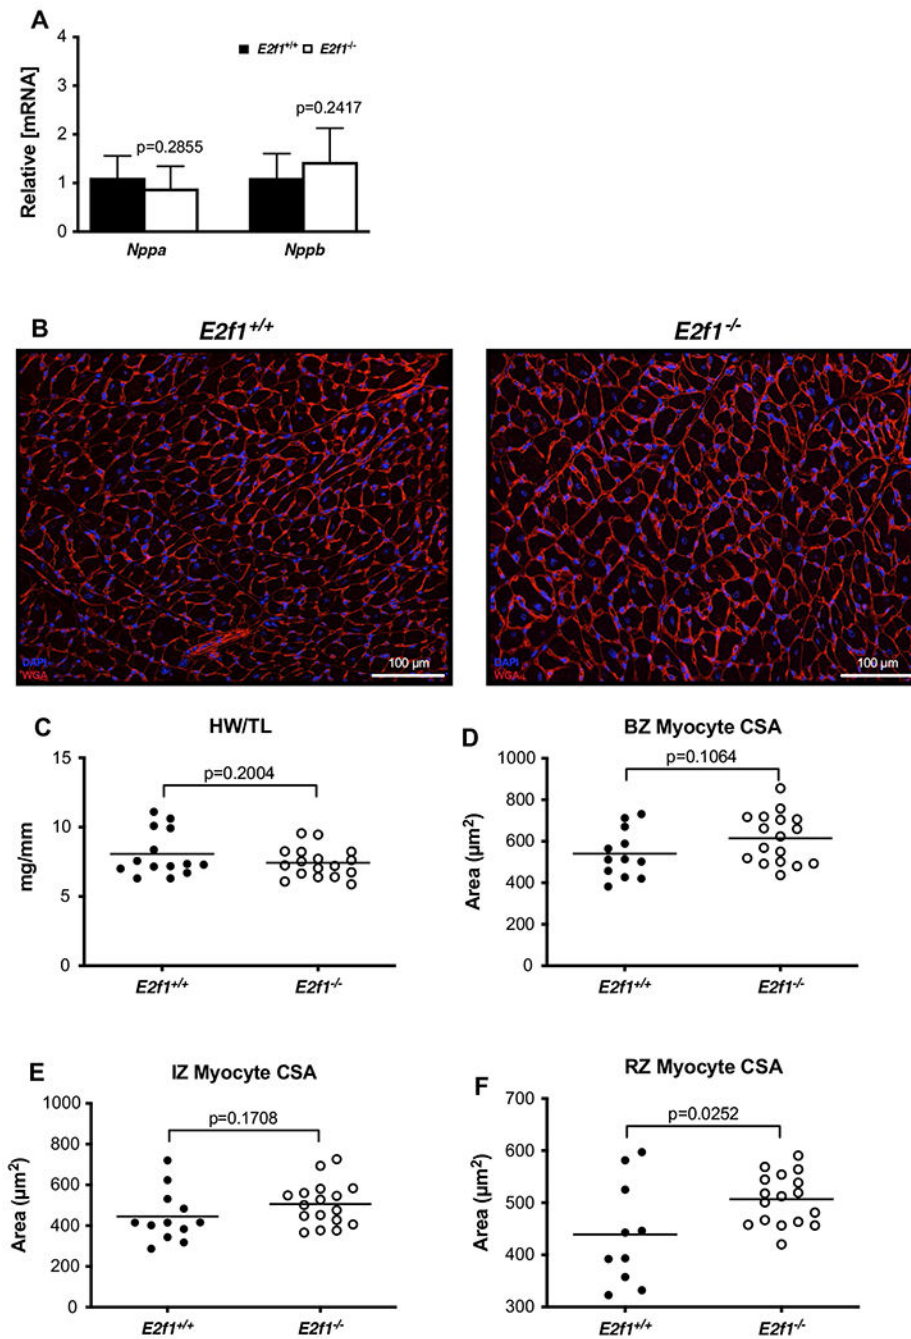 A
4
3
2
1
0
Relative [mRNA]
E2f1+/+ E2f1-/-
p=0.2855
p=0.2417
Nppa Nppb
B
E2f1+/+ E2f1-/-
DAPI
WGA
100 µm
100 µm
C
HW/TL
15
10
5
0
mg/mm
p=0.2004
E2f1+/+ E2f1-/-
D
BZ Myocyte CSA
1000
800
600
400
200
0
Area (µm²)
p=0.1064
E2f1+/+ E2f1-/-
E
IZ Myocyte CSA
1000
800
600
400
200
0
Area (µm²)
p=0.1708
E2f1+/+ E2f1-/-
F
RZ Myocyte CSA
700
600
500
400
300
Area (µm²)
p=0.0252
E2f1+/+ E2f1-/-